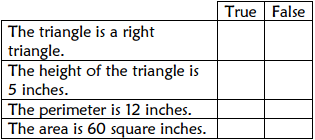 True False
The triangle is a right
triangle.
The height of the triangle is
5 inches.
The perimeter is 12 inches.
The area is 60 square inches.